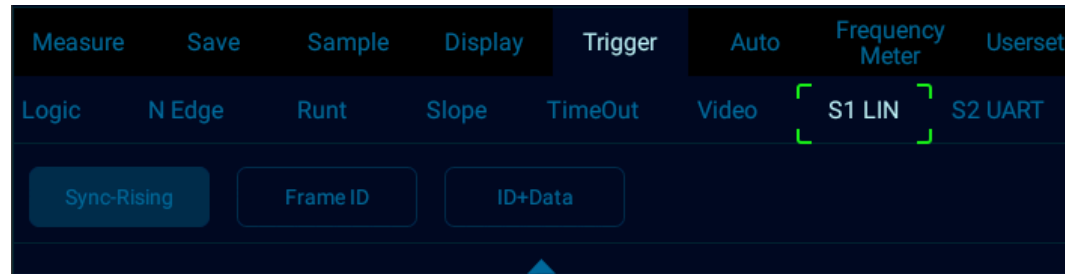 Measure Save Sample Display Trigger Auto Frequency Meter Userset
Logic N Edge Runt Slope TimeOut Video S1 LIN S2 UART
Sync-Rising Frame ID ID+Data